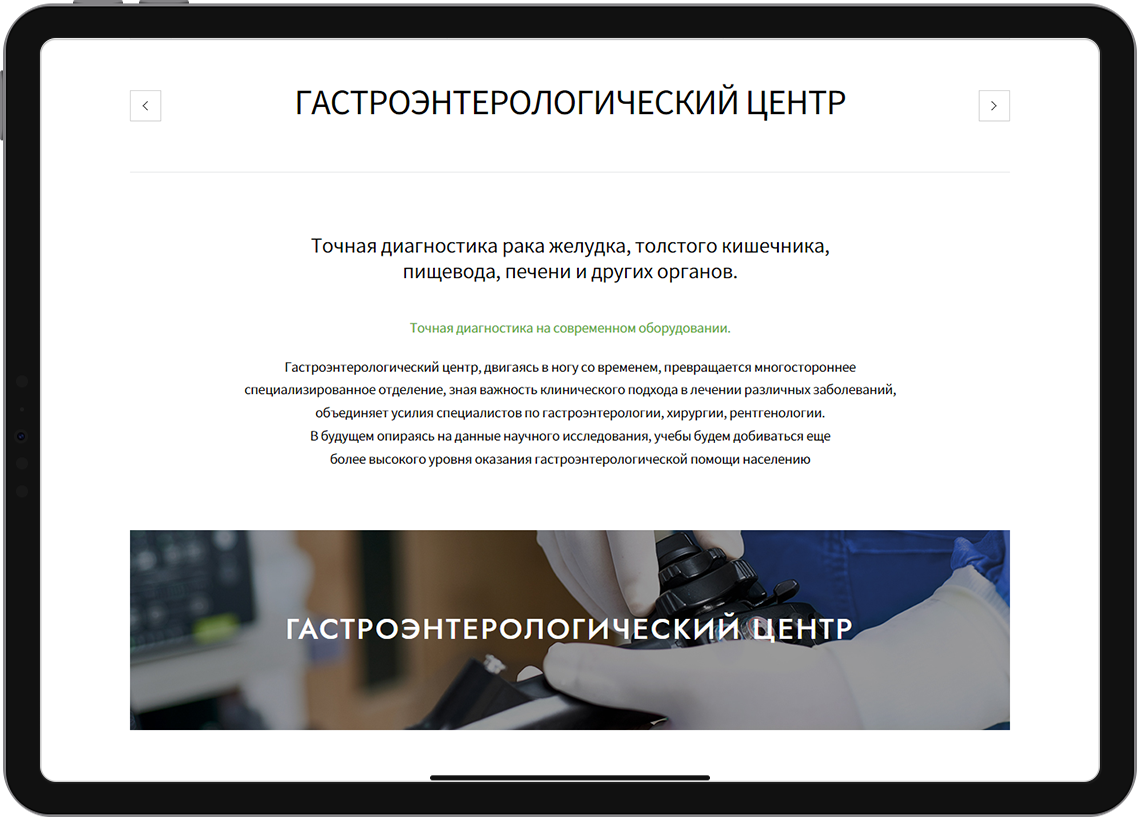 ГАСТРОЭНТЕРОЛОГИЧЕСКИЙ ЦЕНТР
Точная диагностика рака желудка, толстого кишечника,
пищевода, печени и других органов.
Точная диагностика на современном оборудовании.
Гастроэнтерологический центр, двигаясь в ногу со временем, превращается многостороннее
специализированное отделение, зная важность клинического подхода в лечении различных заболеваний,
объединяет усилия специалистов по гастроэнтерологии, хирургии, рентгенологии.
В будущем опираясь на данные научного исследования, учебы будем добиваться еще
более высокого уровня оказания гастроэнтерологической помощи населению
ГАСТРОЭНТЕРОЛОГИЧЕСКИЙ ЦЕНТР